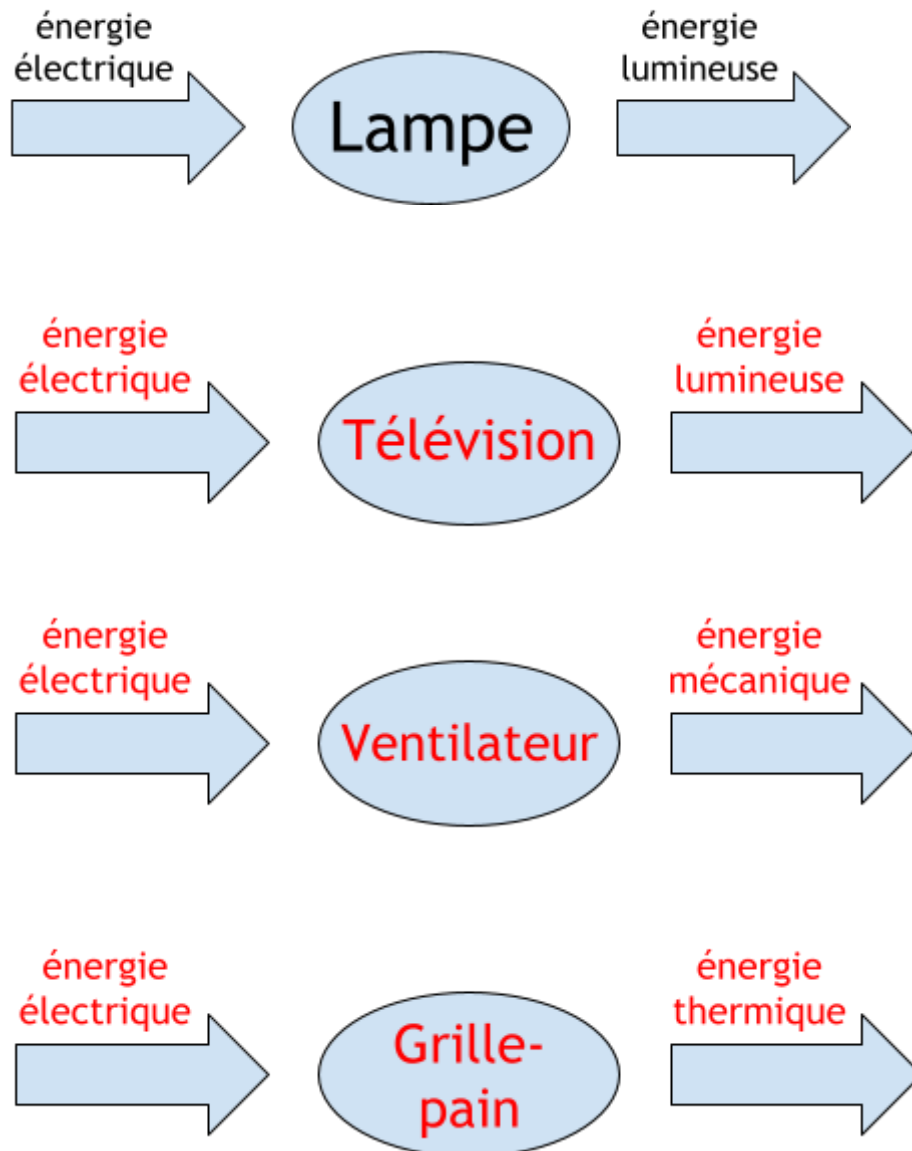 énergie
électrique
Lampe
énergie
lumineuse
énergie
électrique
Télévision
énergie
lumineuse
énergie
électrique
Ventilateur
énergie
mécanique
énergie
électrique
Grille-
pain
énergie
thermique